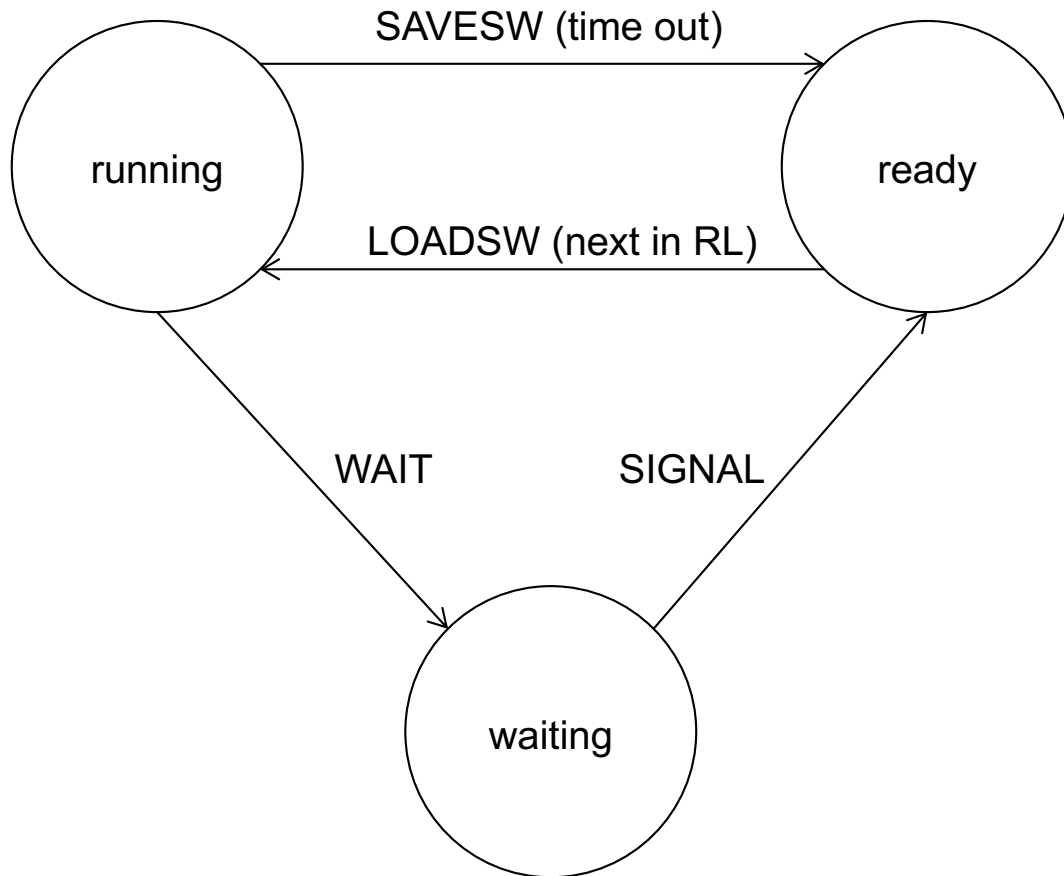 SAVESW (time out)
running
ready
LOADSW (next in RL)
WAIT
SIGNAL
waiting